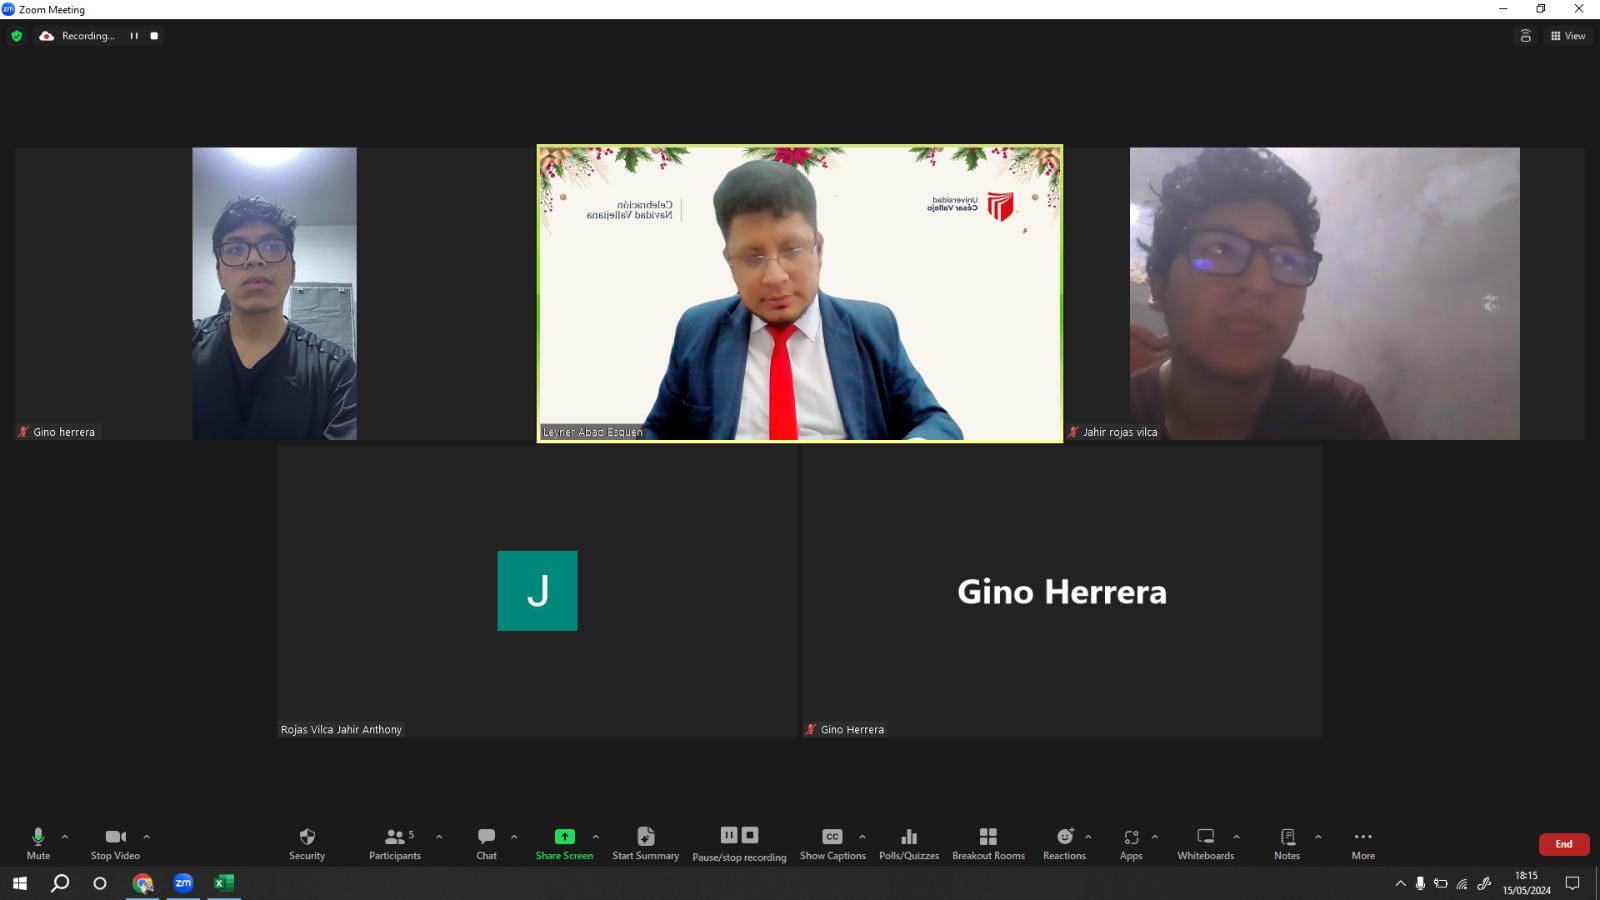 Zoom Meeting
Recording...
View
Celebración
Navidad Vallejiana
Universidad
César Vallejo
Gino herrera
Leyner Abad Esquen
Jahir rojas vilca
J
Gino Herrera
Rojas Vilca Jahir Anthony
Gino Herrera
Mute
Stop Video
Security
5
Participants
Chat
Share Screen
Start Summary
Pause/stop recording
CC
Show Captions
Polls/Quizzes
Breakout Rooms
Reactions
Apps
Whiteboards
Notes
More
End
zm
18:15
15/05/2024